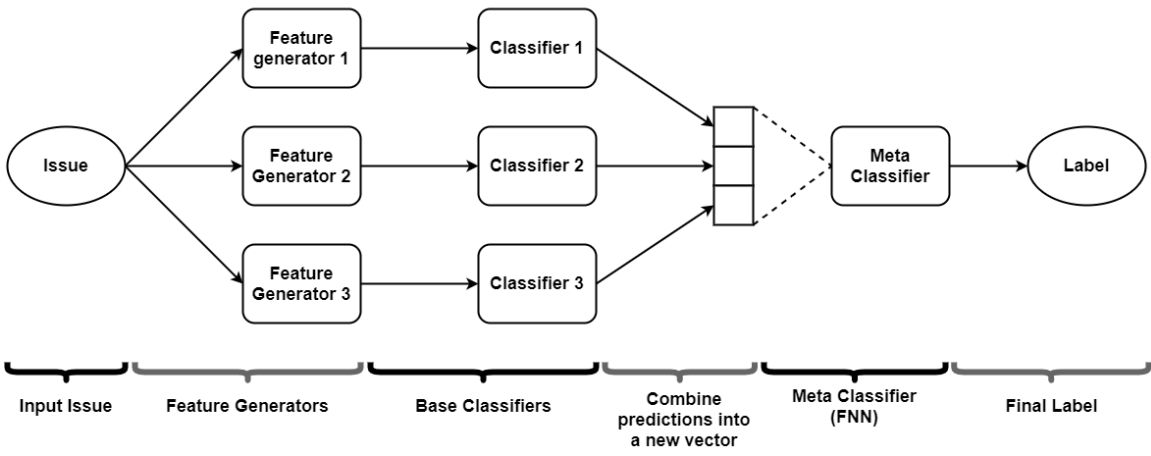 Feature
generator 1
Classifier 1
Issue
Feature
Generator 2
Classifier 2
Meta
Classifier
Label
Feature
Generator 3
Classifier 3
Input Issue
Feature Generators
Base Classifiers
Combine
predictions into
a new vector
Meta Classifier
(FNN)
Final Label